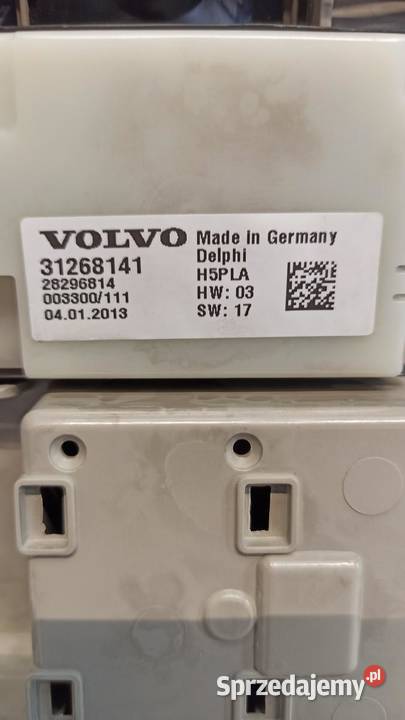 VOLVO
31268141
28296814
003300/111
04.01.2013
Made in Germany
Delphi
H5PLA
HW: 03
SW: 17
Sprzedajemy.pl